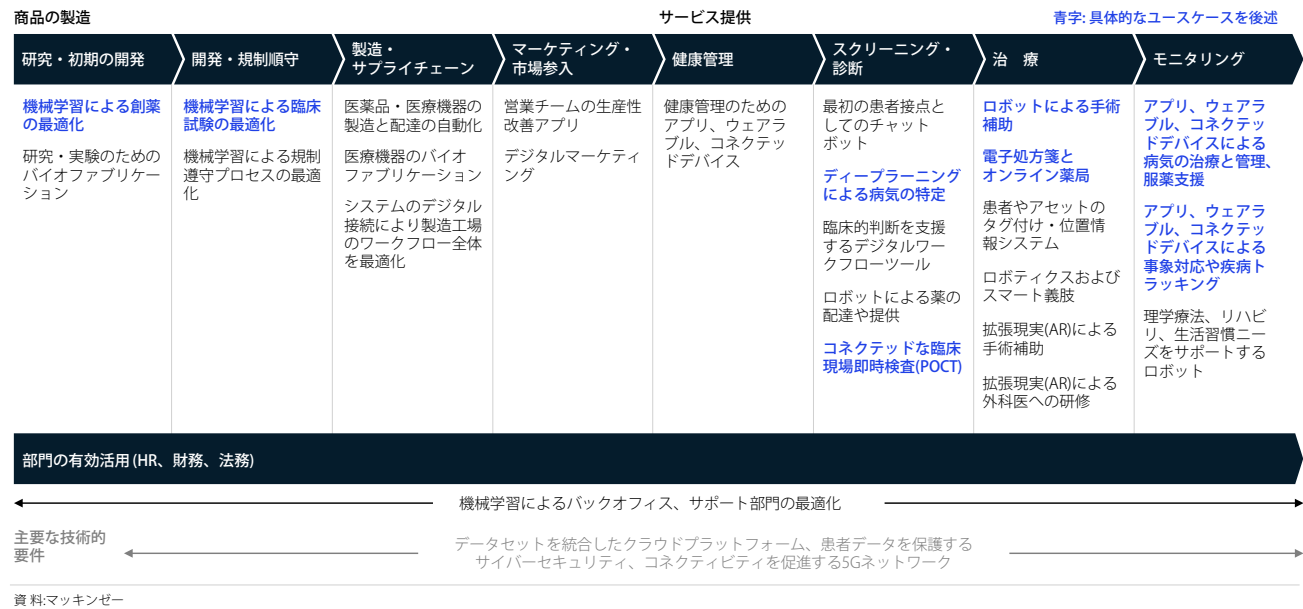 商品の製造
サービス提供
青字: 具体的なユースケースを後述
研究・初期の開発
開発・規制順守
製造・
サプライチェーン
マーケティング・
市場参入
健康管理
スクリーニング・
診断
治　療
モニタリング
機械学習による創薬
の最適化
研究・実験のための
バイオファブリケー
ション
機械学習による臨床
試験の最適化
機械学習による規制
遵守プロセスの最適
化
医薬品・医療機器の
製造と配達の自動化
医療機器のバイオ
ファブリケーション
システムのデジタル
接続により製造工場
のワークフロー全体
を最適化
営業チームの生産性
改善アプリ
デジタルマーケティ
ング
健康管理のための
アプリ、ウェアラ
ブル、コネクテッ
ドデバイス
最初の患者接点と
してのチャット
ボット
ディープラーニング
による病気の特定
臨床的判断を支援
するデジタルワー
クフローツール
ロボットによる薬の
配達や提供
コネクテッドな臨床
現場即時検査(POCT)
ロボットによる手術
補助
電子処方箋と
オンライン薬局
患者やアセットの
タグ付け・位置情
報システム
ロボティクスおよび
スマート義肢
拡張現実(AR)による
手術補助
拡張現実(AR)による
外科医への研修
アプリ、ウェアラ
ブル、コネクテッ
ドデバイスによる
病気の治療と管理、
服薬支援
アプリ、ウェアラ
ブル、コネクテッ
ドデバイスによる
事象対応や疾病ト
ラッキング
理学療法、リハビ
リ、生活習慣ニー
ズをサポートする
ロボット
部門の有効活用 (HR、財務、法務)
機械学習によるバックオフィス、サポート部門の最適化
主要な技術的
要件
データセットを統合したクラウドプラットフォーム、患者データを保護する
サイバーセキュリティ、コネクティビティを促進する5Gネットワーク
資 料:マッキンゼー